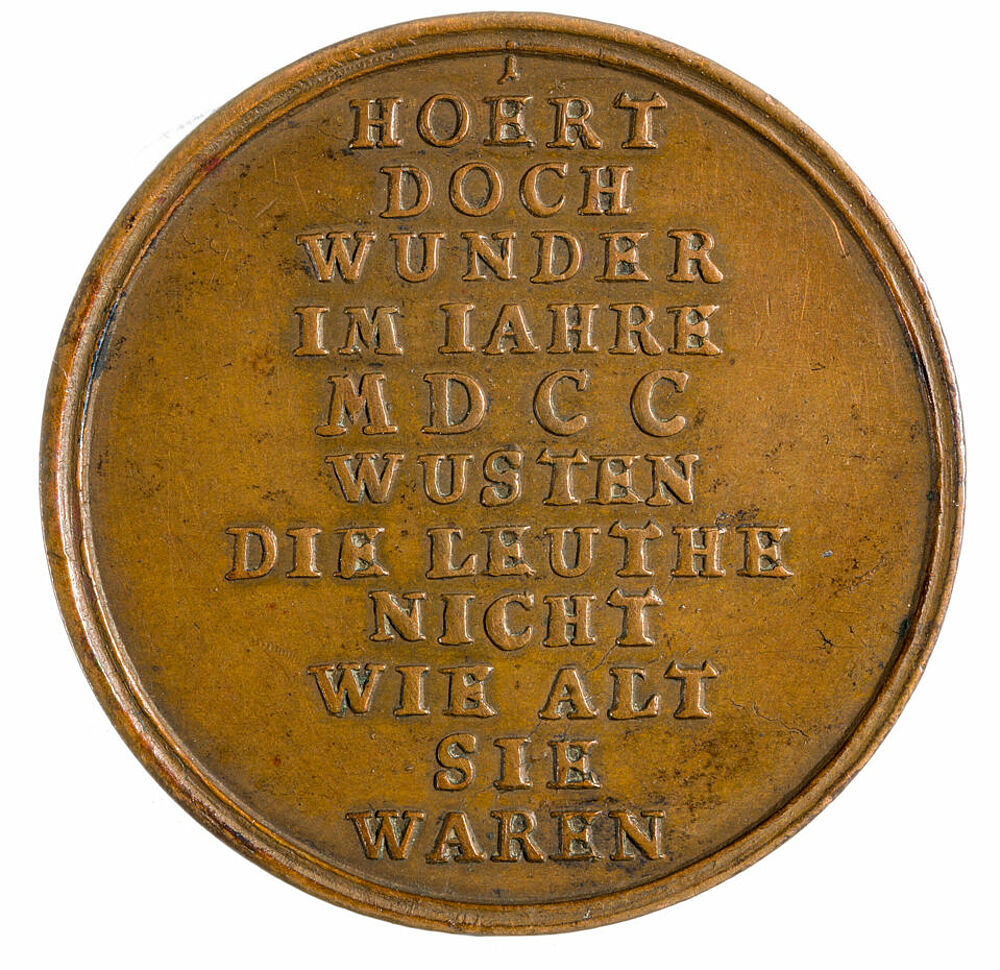 HOERT
DOCH
WUNDER
IM IAHRE
MDCC
WUSTEN
DIE LEUTHE
NICHT
WIE ALT
SIE
WAREN